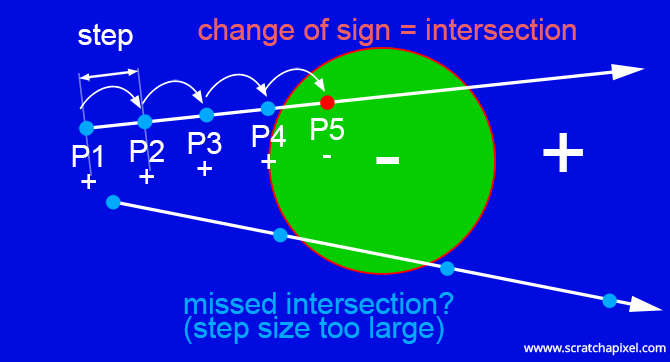 step
change of sign = intersection
P1
+
P2
+
P3
+
P4
+
P5
-
-
+
missed intersection?
(step size too large)
www.scratchapixel.com